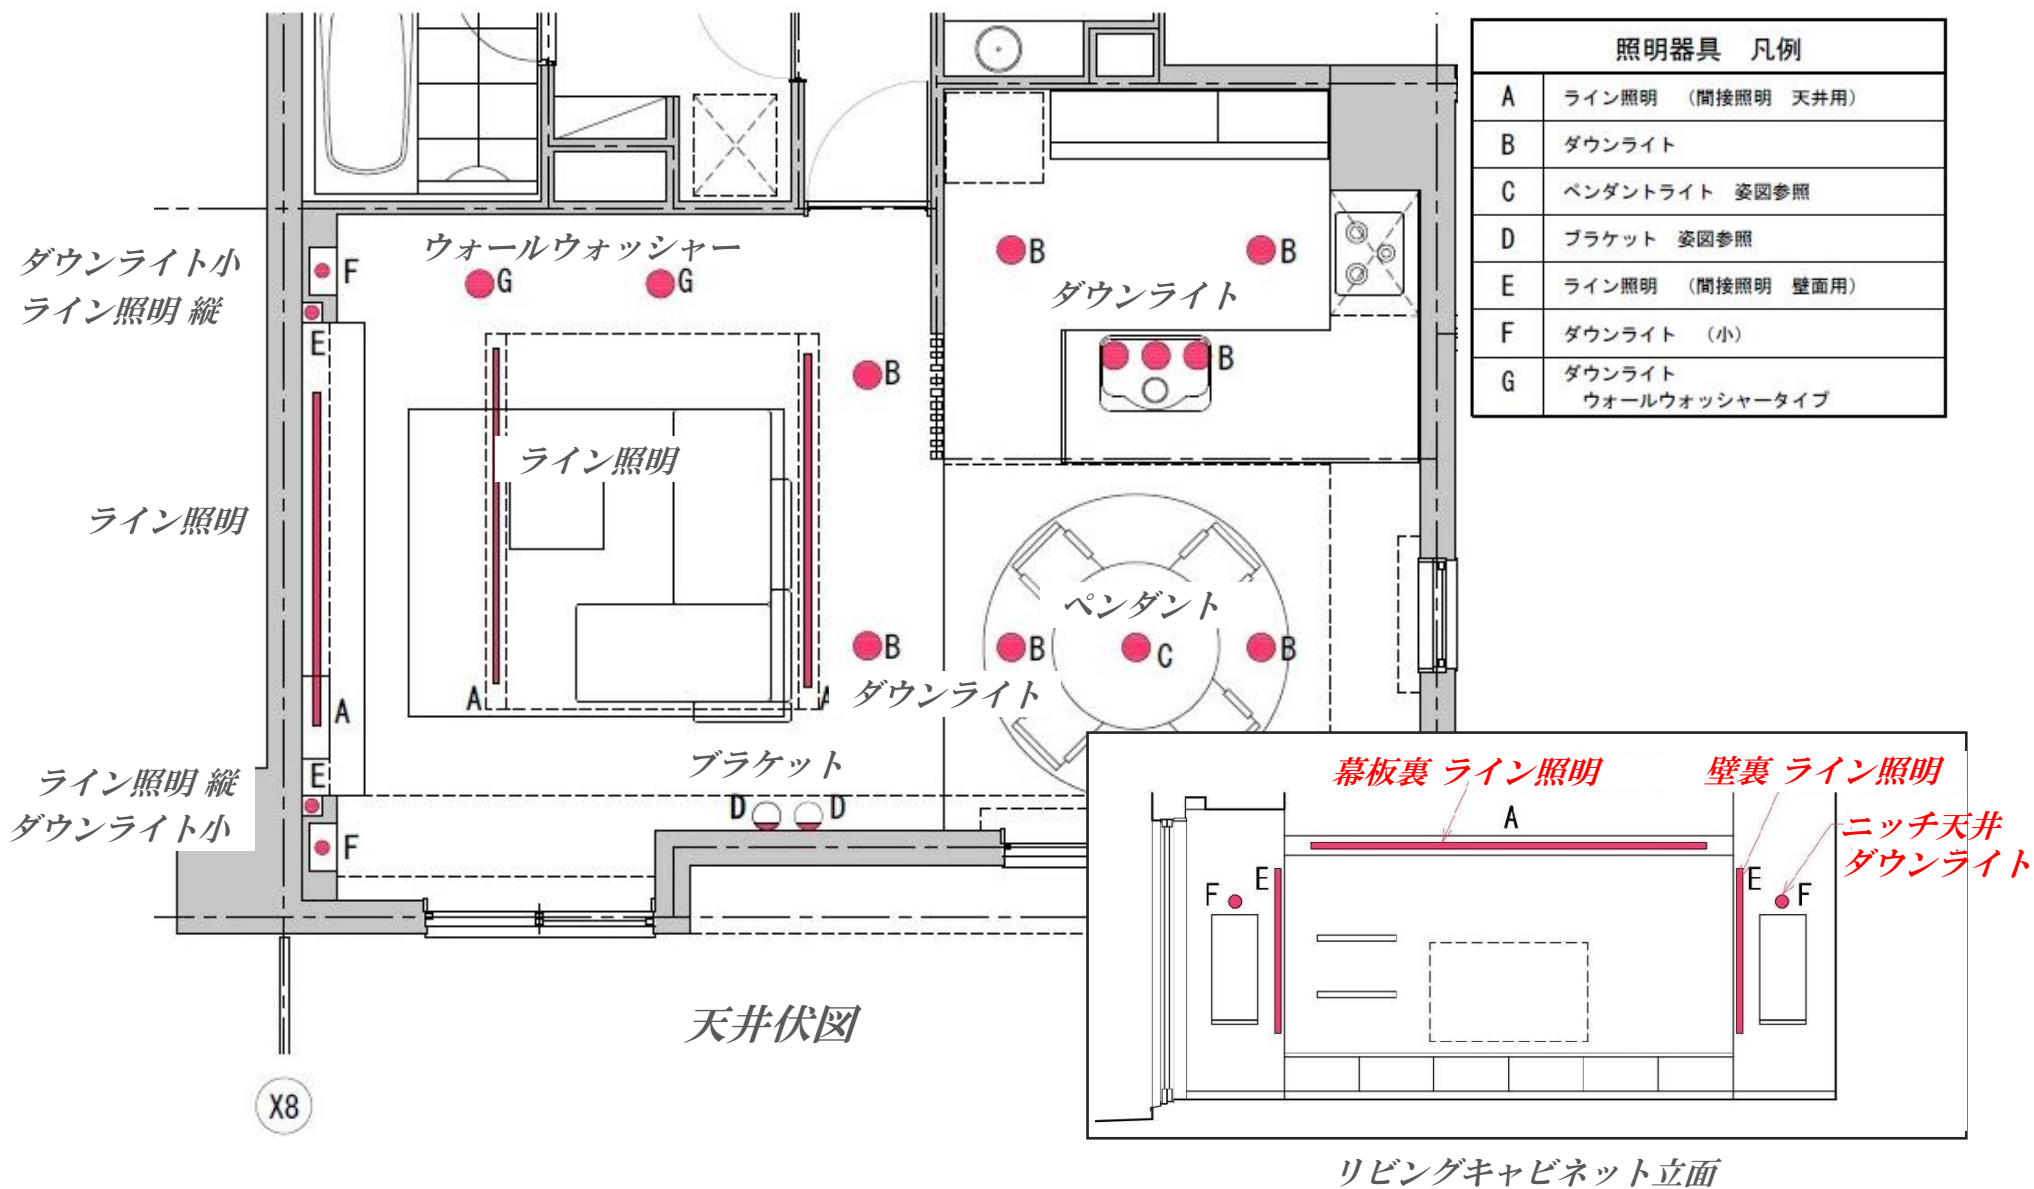 照明器具 凡例
A ライン照明 （間接照明 天井用）
B ダウンライト
C ペンダントライト 姿図参照
D ブラケット 姿図参照
E ライン照明 （間接照明 壁面用）
F ダウンライト （小）
G ダウンライト
ウォールウォッシャータイプ
ダウンライト小
ライン照明 縦
F
E
ウォールウォッシャー
G
G
B
B
ダウンライト
B
B
ライン照明
ライン照明
A
A
A
B
ダウンライト
ペンダント
B
C
B
ライン照明 縦
ダウンライト小
E
F
ブラケット
D
D
天井伏図
X8
幕板裏 ライン照明
壁裏 ライン照明
A
ニッチ天井
ダウンライト
E
F
E
F
リビングキャビネット立面